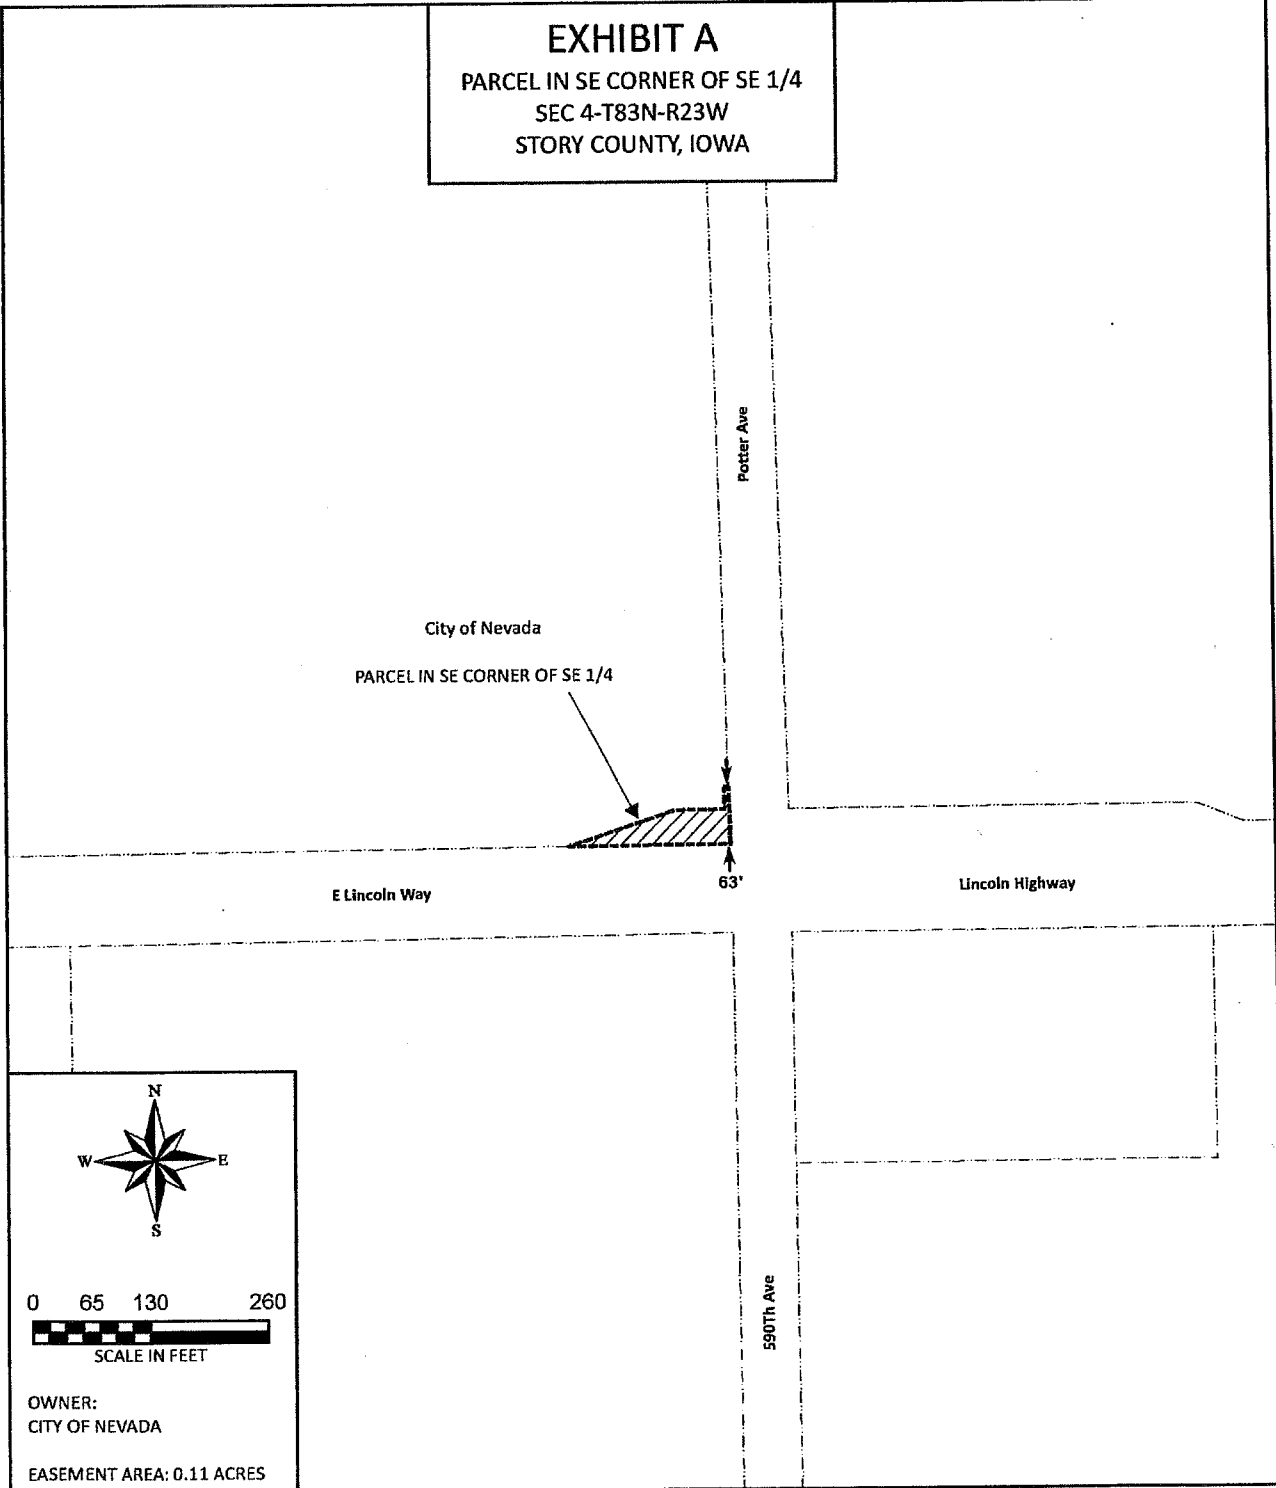 EXHIBIT A
PARCEL IN SE CORNER OF SE 1/4
SEC 4-T83N-R23W
STORY COUNTY, IOWA
Potter Ave
City of Nevada
PARCEL IN SE CORNER OF SE 1/4
63'
E Lincoln Way
Lincoln Highway
N
W E
S
0 65 130 260
SCALE IN FEET
590Th Ave
OWNER:
CITY OF NEVADA
EASEMENT AREA: 0.11 ACRES